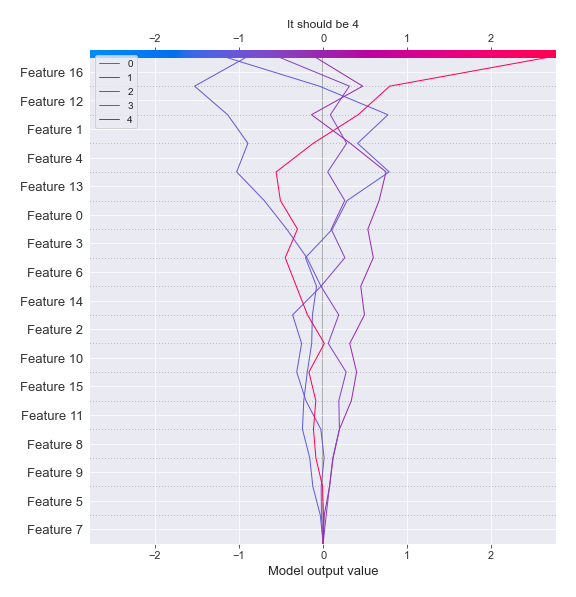 It should be 4
−2 −1 0 1 2
0
1
2
3
4
Feature 16
Feature 12
Feature 1
Feature 4
Feature 13
Feature 0
Feature 3
Feature 6
Feature 14
Feature 2
Feature 10
Feature 15
Feature 11
Feature 8
Feature 9
Feature 5
Feature 7
−2 −1 0 1 2
Model output value